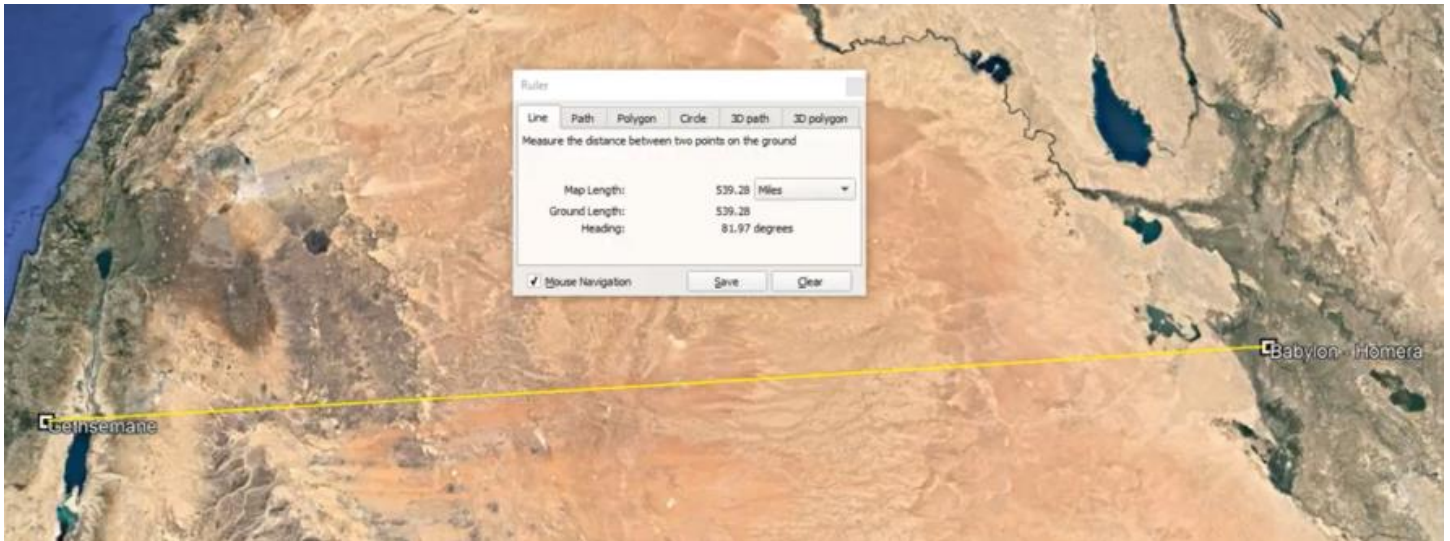 Ruler
Line Path Polygon Circle 3D path 3D polygon
Measure the distance between two points on the ground
Map Length: 539.28 Miles
Ground Length: 539.28
Heading: 81.97 degrees
Mouse Navigation Save Clear
Babylon - Homera
Gethsemane